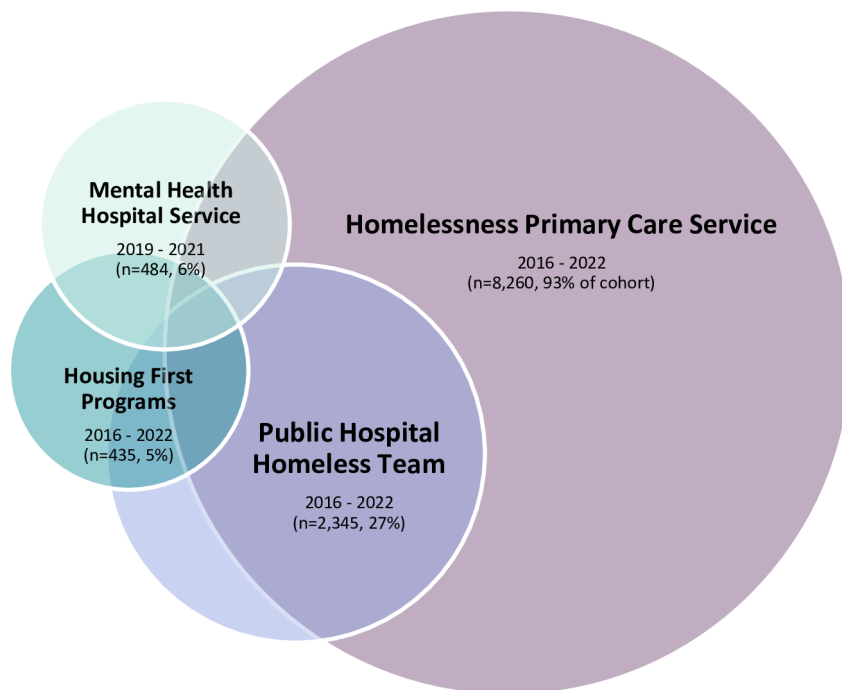 Mental Health
Hospital Service
2019 - 2021
(n=484, 6%)
Homelessness Primary Care Service
2016 - 2022
(n=8,260, 93% of cohort)
Housing First
Programs
2016 - 2022
(n=435, 5%)
Public Hospital
Homeless Team
2016 - 2022
(n=2,345, 27%)